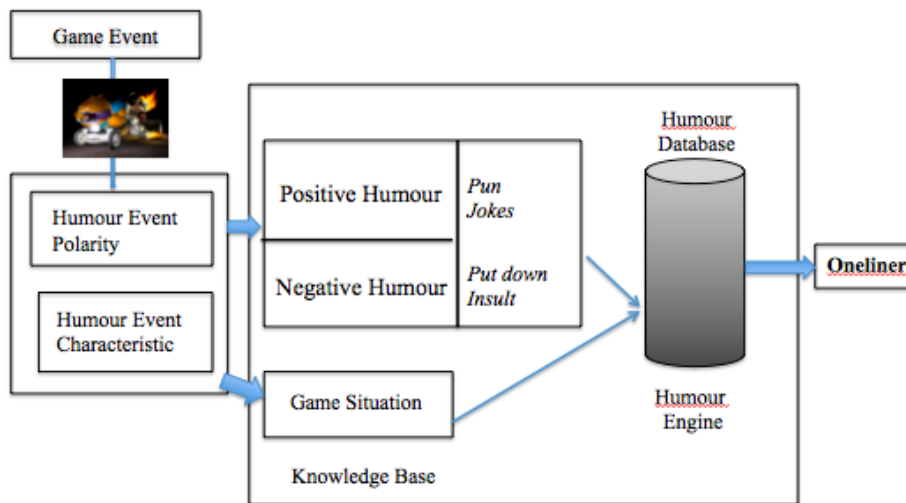 Game Event
Humour Event
Polarity
Humour Event
Characteristic
Positive Humour
Pun
Jokes
Negative Humour
Put down
Insult
Game Situation
Knowledge Base
Humour
Database
Humour
Engine
Oneliner